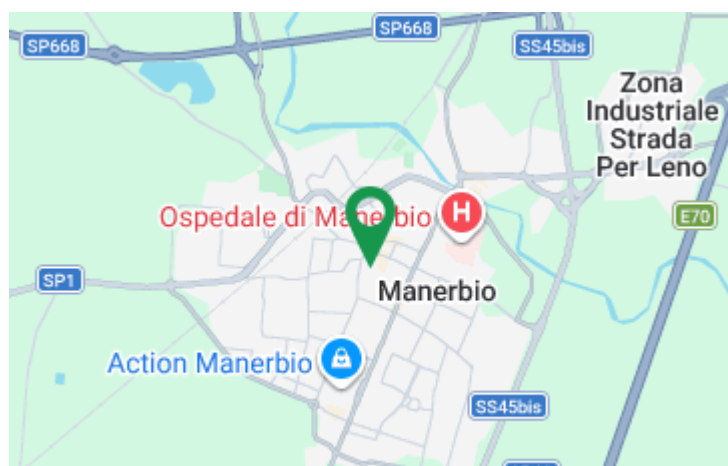 SP668
SP668
SS45bis
Zona
Industriale
Strada
Per Leno
Ospedale di Manerbio
H
E70
SP1
Manerbio
Action Manerbio
SS45bis